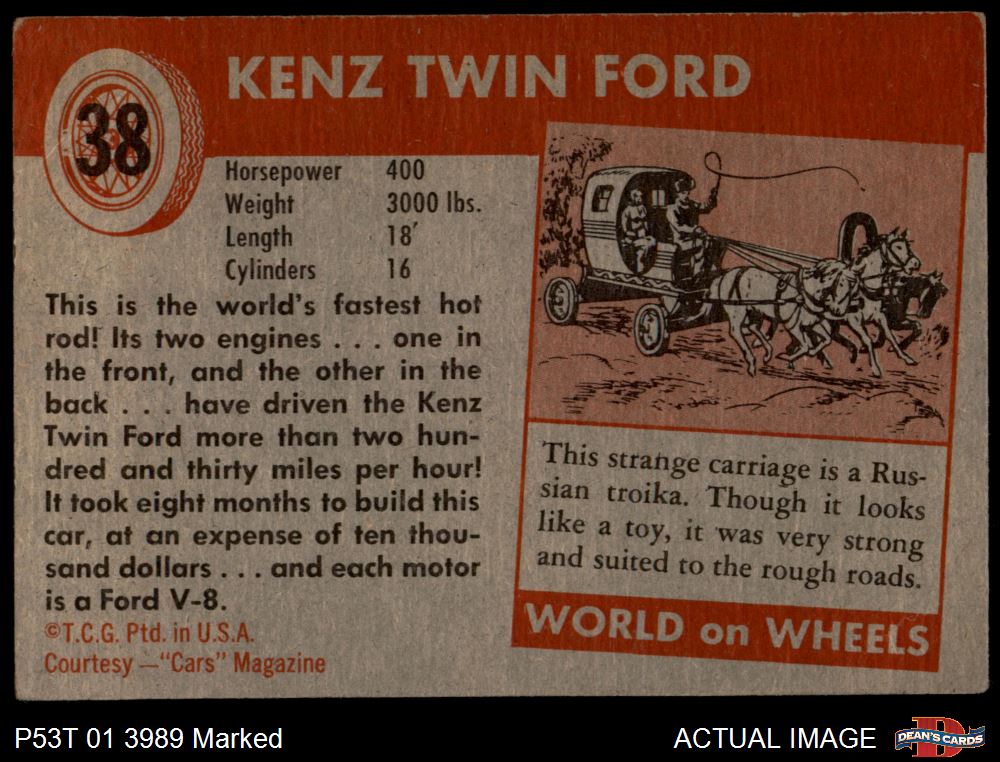 38
KENZ TWIN FORD
Horsepower 400
Weight 3000 lbs.
Length 18'
Cylinders 16
This is the world's fastest hot
rod! Its two engines . . . one in
the front, and the other in the
back . . . have driven the Kenz
Twin Ford more than two hun-
dred and thirty miles per hour!
It took eight months to build this
car, at an expense of ten thou-
sand dollars . . . and each motor
is a Ford V-8.
©T.C.G. Ptd. in U.S.A.
Courtesy —"Cars" Magazine
This strange carriage is a Rus-
sian troika. Though it looks
like a toy, it was very strong
and suited to the rough roads.
WORLD on WHEELS
P53T 01 3989 Marked
ACTUAL IMAGE
DEAN'S CARDS